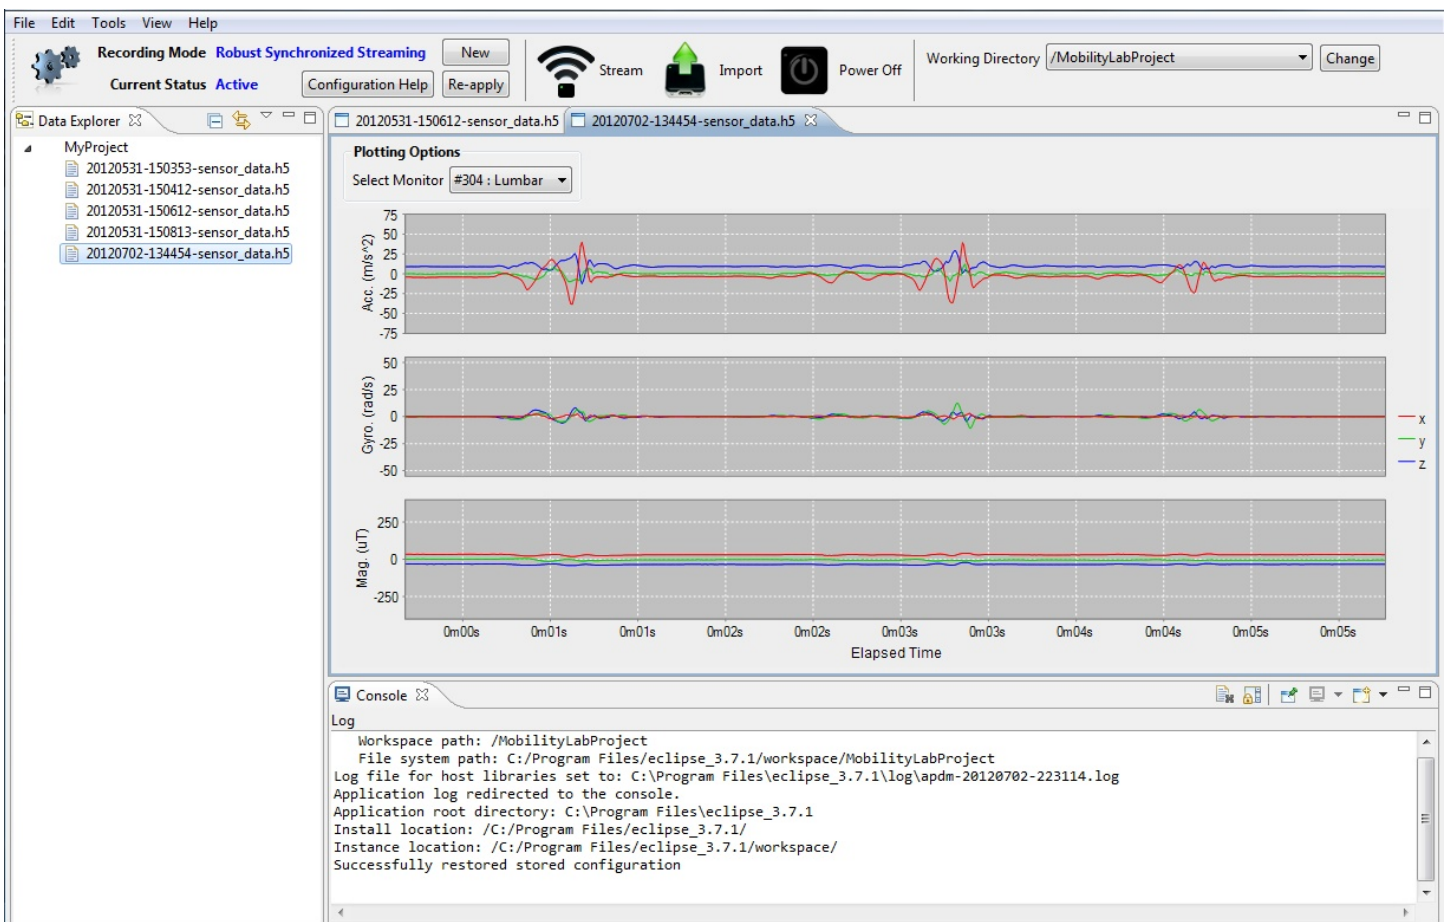 File Edit Tools View Help
Recording Mode Robust Synchronized Streaming New
Current Status Active Configuration Help Re-apply
Stream Import Power Off
Working Directory /MobilityLabProject Change
Data Explorer
MyProject
20120531-150353-sensor_data.h5
20120531-150412-sensor_data.h5
20120531-150612-sensor_data.h5
20120531-150813-sensor_data.h5
20120702-134454-sensor_data.h5
20120531-150612-sensor_data.h5 20120702-134454-sensor_data.h5
Plotting Options
Select Monitor #304 : Lumbar
Acc. (m/s^2)
75
50
25
0
-25
-50
-75
Gyro. (rad/s)
50
25
0
-25
-50
Mag. (uT)
250
0
-250
x
y
z
0m00s 0m01s 0m01s 0m02s 0m02s 0m03s 0m03s 0m04s 0m04s 0m05s 0m05s
Elapsed Time
Console
Log
Workspace path: /MobilityLabProject
File system path: C:/Program Files/eclipse_3.7.1/workspace/MobilityLabProject
Log file for host libraries set to: C:\Program Files\eclipse_3.7.1\log\apdm-20120702-223114.log
Application log redirected to the console.
Application root directory: C:\Program Files\eclipse_3.7.1
Install location: /C:/Program Files/eclipse_3.7.1/
Instance location: /C:/Program Files/eclipse_3.7.1/workspace/
Successfully restored stored configuration